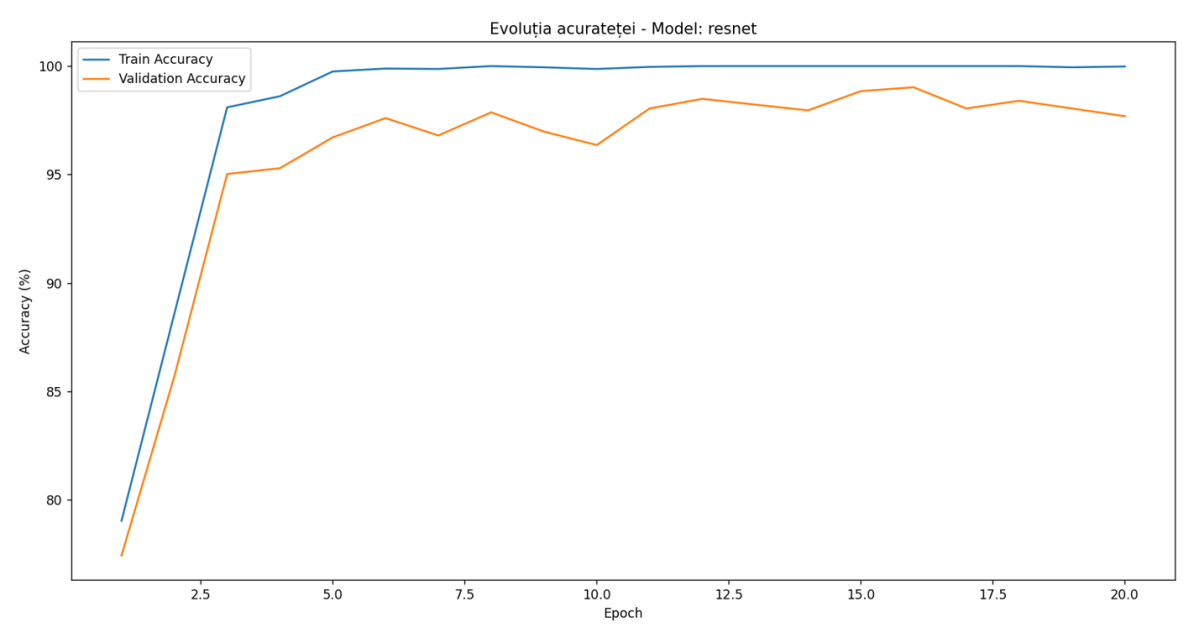 Evoluția acurateței - Model: resnet
Train Accuracy
Validation Accuracy
Accuracy (%)
100
95
90
85
80
2.5 5.0 7.5 10.0 12.5 15.0 17.5 20.0
Epoch